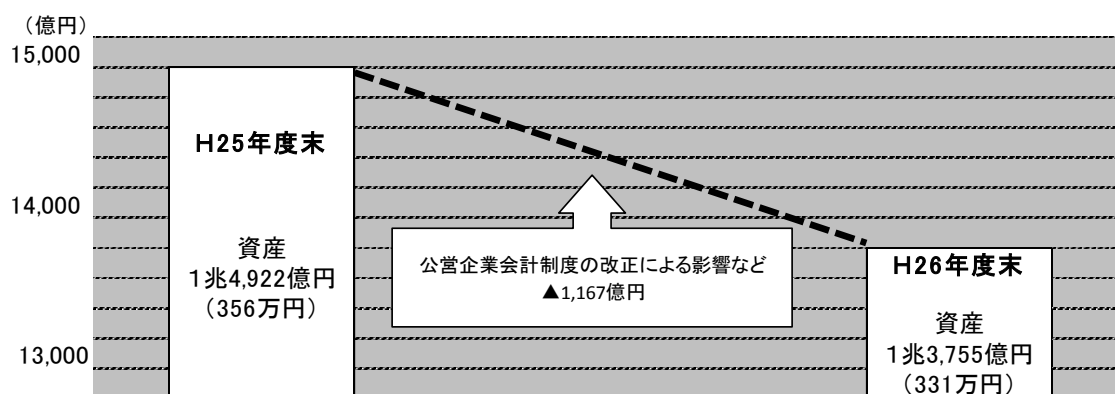 （億円）
15,000
H25年度末
14,000
資産
1兆4,922億円
（356万円）
公営企業会計制度の改正による影響など
▲1,167億円
H26年度末
資産
1兆3,755億円
（331万円）
13,000